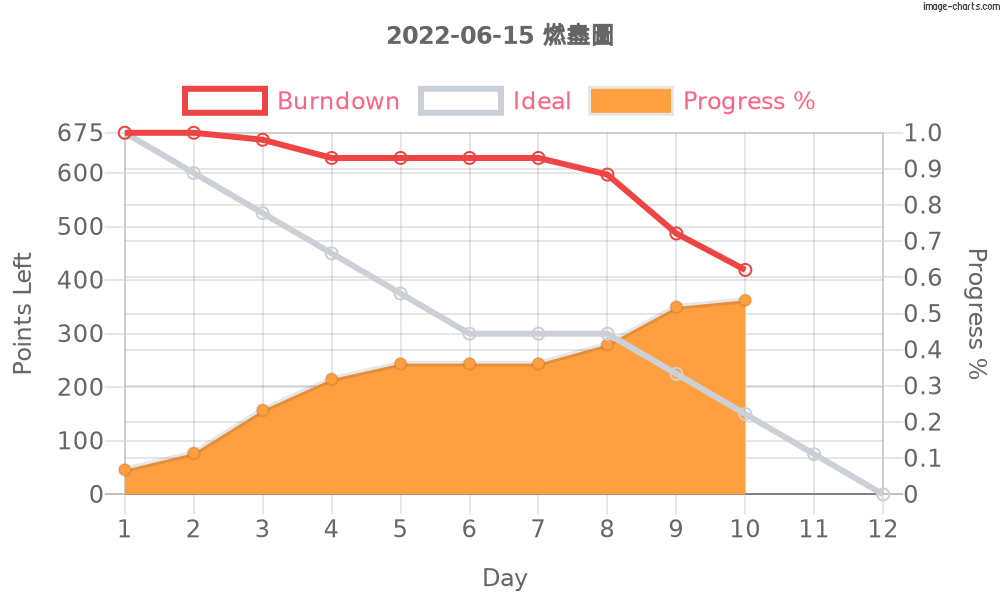 image-charts.com
2022-06-15 燃盡圖
Burndown Ideal Progress %
675 1.0
0.9
600
0.8
500 0.7
400 0.6
0.5
300
0.4
200 0.3
0.2
100
0.1
0 0
Points Left
Progress %
1 2 3 4 5 6 7 8 9 10 11 12
Day